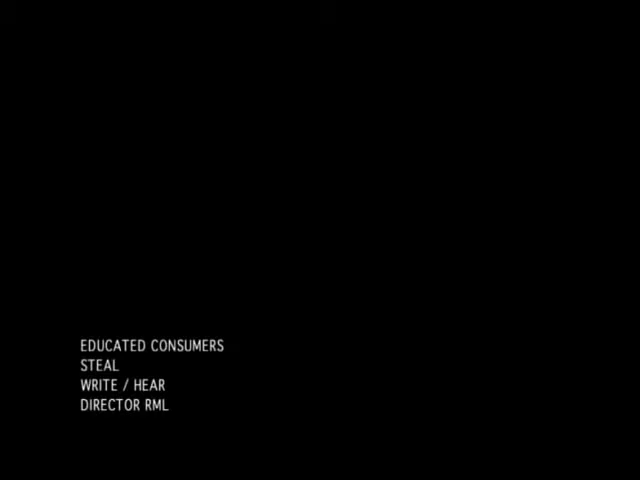 EDUCATED CONSUMERS
STEAL
WRITE / HEAR
DIRECTOR RML